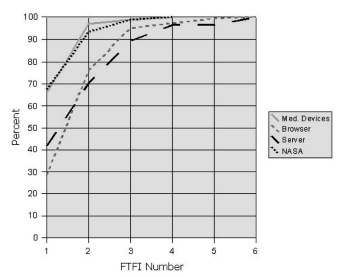 100
90
80
70
60
50
40
30
20
10
0
Percent
1 2 3 4 5 6
FTFI Number
Med. Devices
Browser
Server
NASA